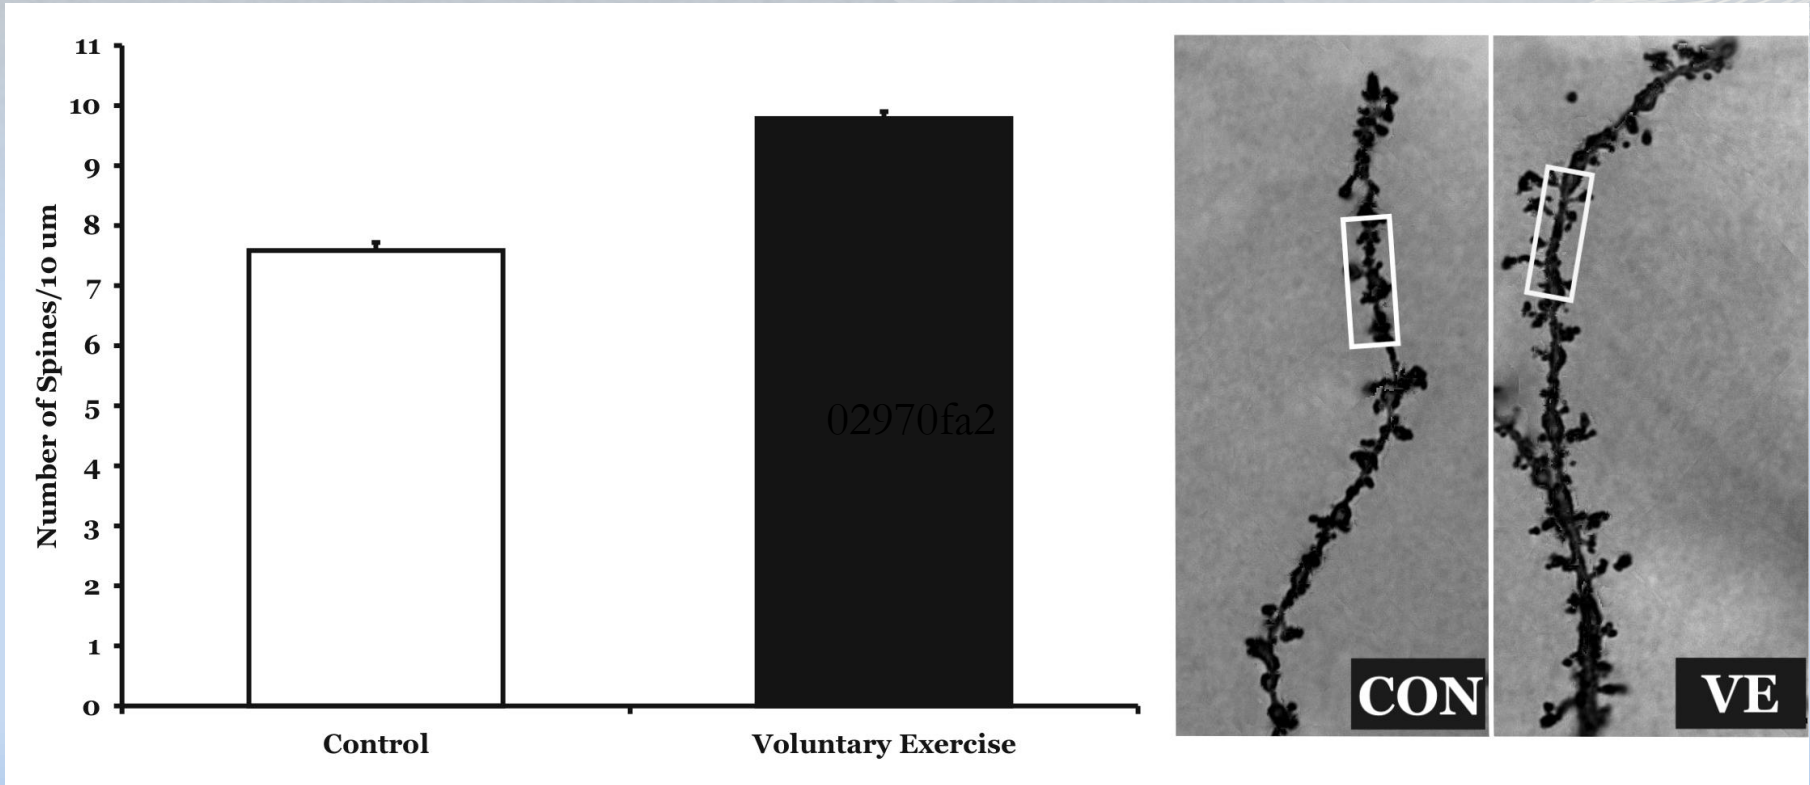 Number of Spines/10 um
11
10
9
8
7
6
5
4
3
2
1
0
Control
Voluntary Exercise
02970fa2
CON
VE